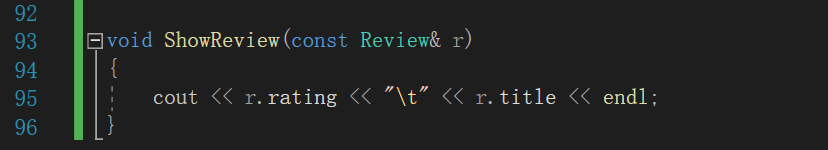 92
93 void ShowReview(const Review& r)
94 {
95 cout << r.rating << "\t" << r.title << endl;
96 }